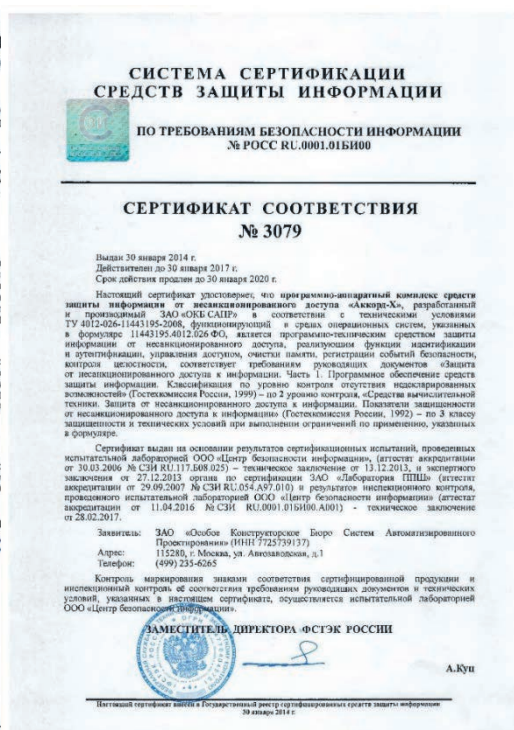 СИСТЕМА СЕРТИФИКАЦИИ
СРЕДСТВ ЗАЩИТЫ ИНФОРМАЦИИ
ПО ТРЕБОВАНИЯМ БЕЗОПАСНОСТИ ИНФОРМАЦИИ
№ РОСС RU.0001.01БИ00
СЕРТИФИКАТ СООТВЕТСТВИЯ
№ 3079
Выдан 30 января 2014 г.
Действителен до 30 января 2017 г.
Срок действия продлен до 30 января 2020 г.
Настоящий сертификат удостоверяет, что программно-аппаратный комплекс средств
защиты информации от несанкционированного доступа «Аккорд-Х», разработанный
и производимый ЗАО «ОКБ САПР» в соответствии с техническими условиями
ТУ 4012-026-11443195-2008, функционирующий в средах операционных систем, указанных
в формуляре 11443195.4012.026 ФО, является программно-техническим средством защиты
информации от несанкционированного доступа, реализующим функции идентификации
и аутентификации, управления доступом, очистки памяти, регистрации событий безопасности,
контроля целостности, соответствует требованиям руководящих документов «Защита
от несанкционированного доступа к информации. Часть 1. Программное обеспечение средств
защиты информации. Классификация по уровню контроля отсутствия недекларированных
возможностей» (Гостехкомиссия России, 1999) – по 2 уровню контроля, «Средства вычислительной
техники. Защита от несанкционированного доступа к информации. Показатели защищенности
от несанкционированного доступа к информации» (Гостехкомиссия России, 1992) – по 3 классу
защищенности и технических условий при выполнении ограничений по применению, указанных
в формуляре.
Сертификат выдан на основании результатов сертификационных испытаний, проведенных
испытательной лабораторией ООО «Центр безопасности информации», (аттестат аккредитации
от 30.03.2006 № СЗИ RU.117.Б08.025) – техническое заключение от 13.12.2013, и экспертного
заключения от 27.12.2013 органа по сертификации ЗАО «Лаборатория ППШ» (аттестат
аккредитации от 29.09.2007 № СЗИ RU.054.А97.010) и результатов инспекционного контроля,
проведенного испытательной лабораторией ООО «Центр безопасности информации» (аттестат
аккредитации от 11.04.2016 № СЗИ RU.0001.01БИ00.А001) - техническое заключение
от 28.02.2017.
Заявитель: ЗАО «Особое Конструкторское Бюро Систем Автоматизированного
Проектирования» (ИНН 7725739137)
Адрес: 115280, г. Москва, ул. Автозаводская, д.1
Телефон: (499) 235-6265
Контроль маркирования знаками соответствия сертифицированной продукции и
инспекционный контроль её соответствия требованиям руководящих документов и технических
условий, указанных в настоящем сертификате, осуществляется испытательной лабораторией
ООО «Центр безопасности информации».
ЗАМЕСТИТЕЛЬ ДИРЕКТОРА ФСТЭК РОССИИ
А.Куц
Настоящий сертификат внесен в Государственный реестр сертифицированных средств защиты информации
30 января 2014 г.